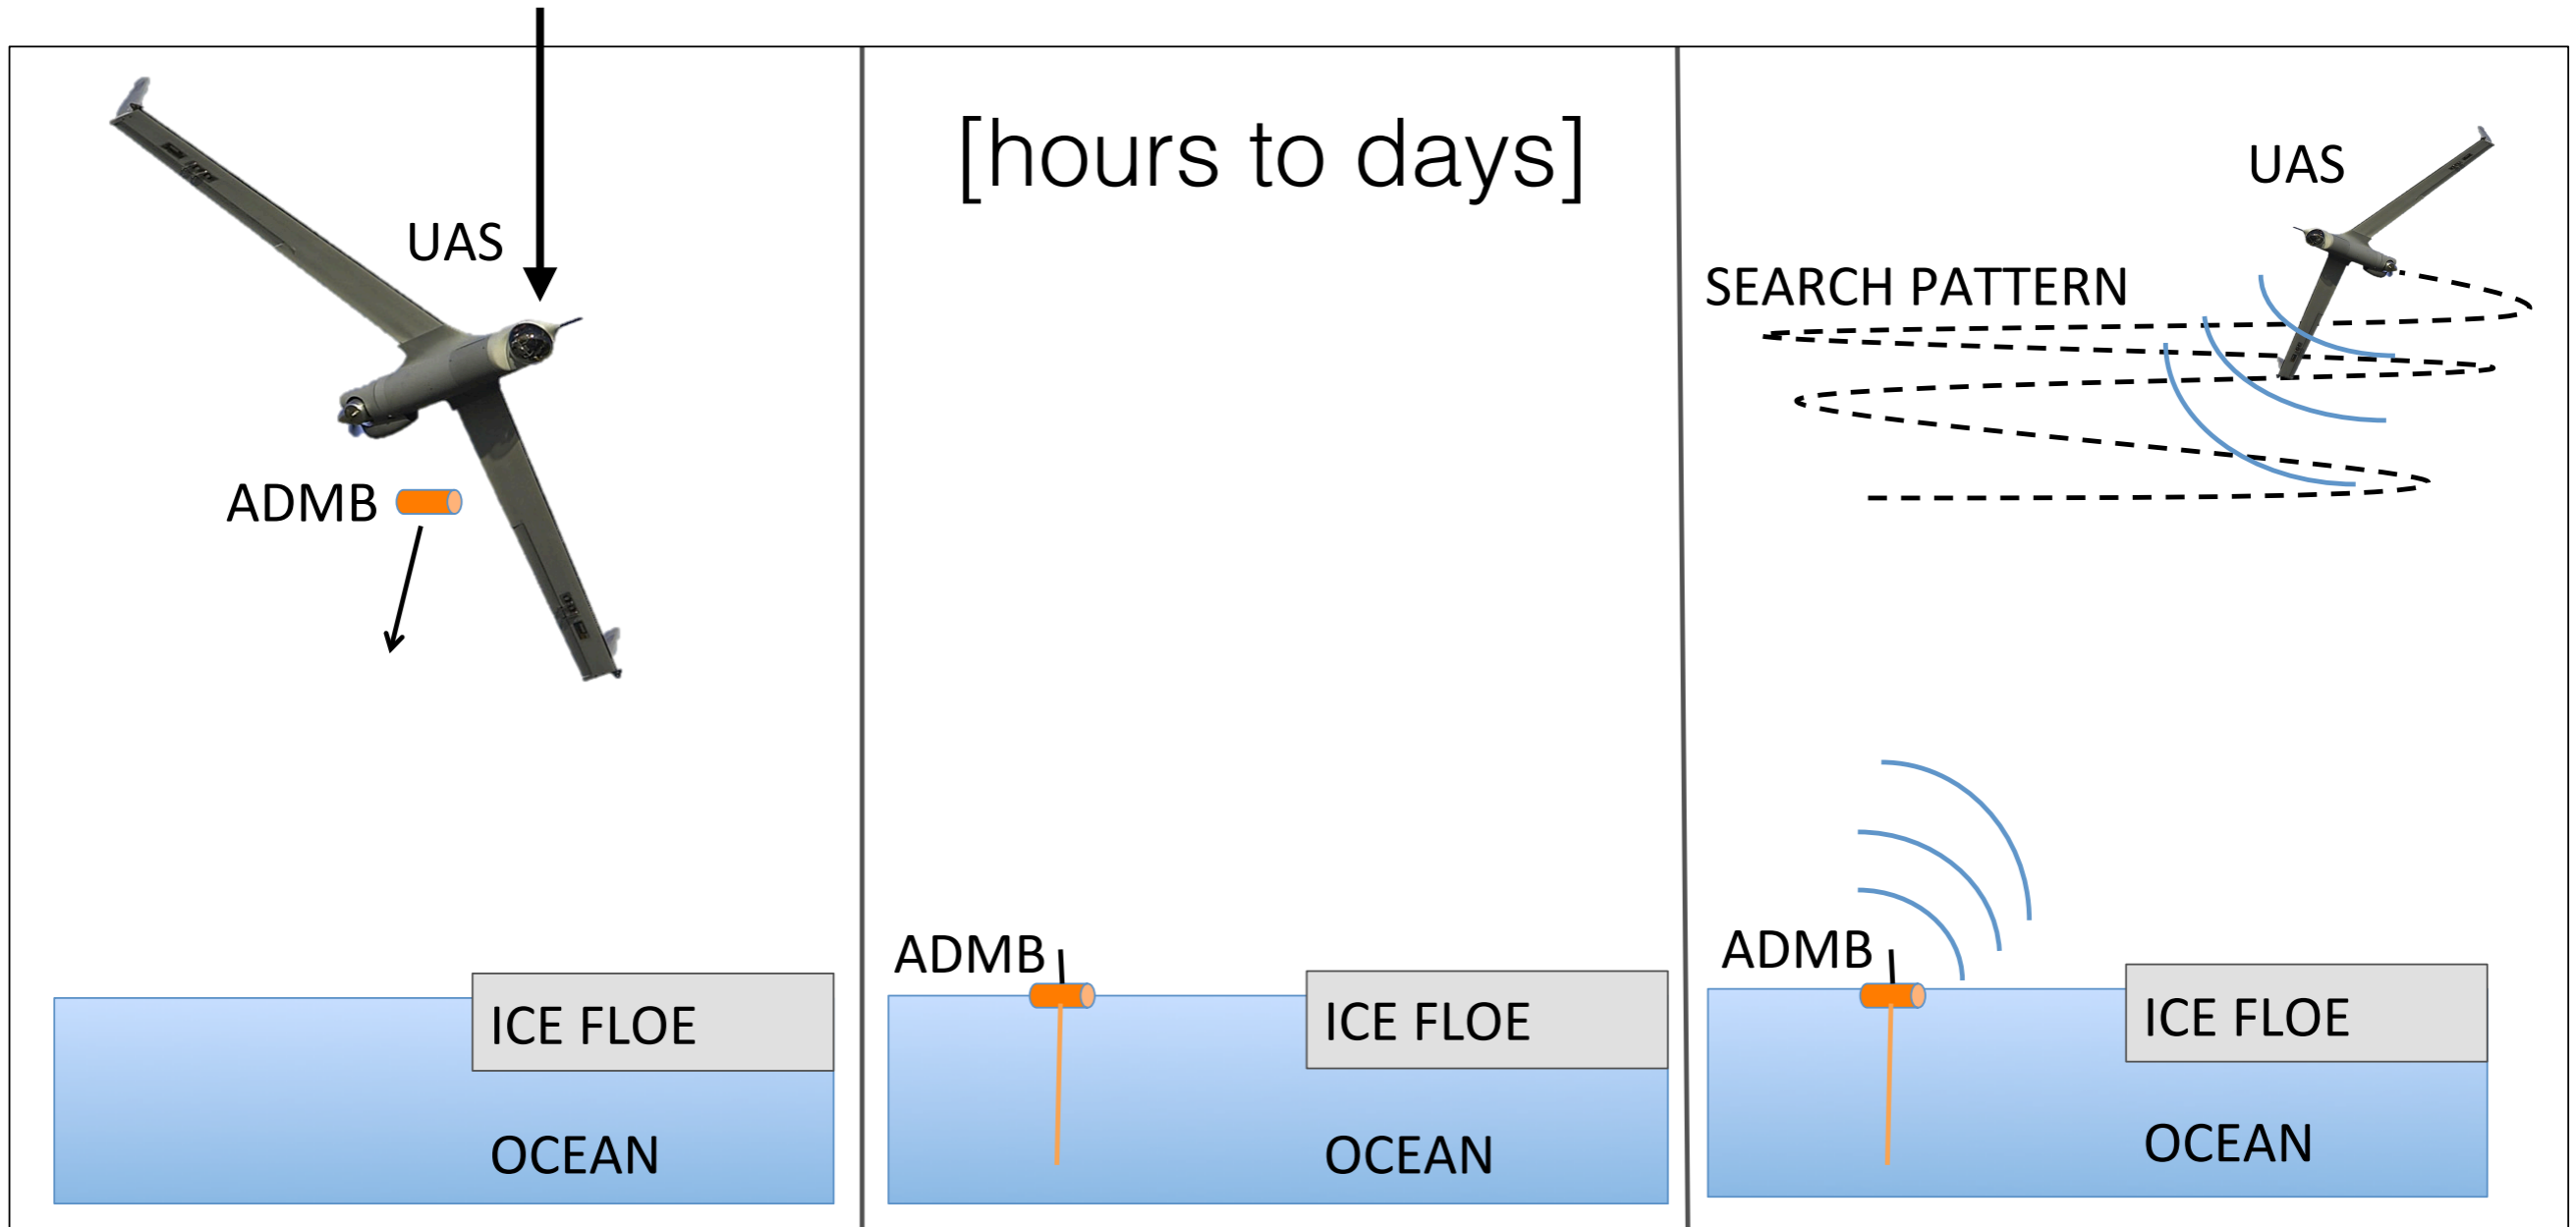 UAS
ADMB
ICE FLOE
OCEAN
[hours to days]
ADMB
ICE FLOE
OCEAN
UAS
SEARCH PATTERN
ADMB
ICE FLOE
OCEAN